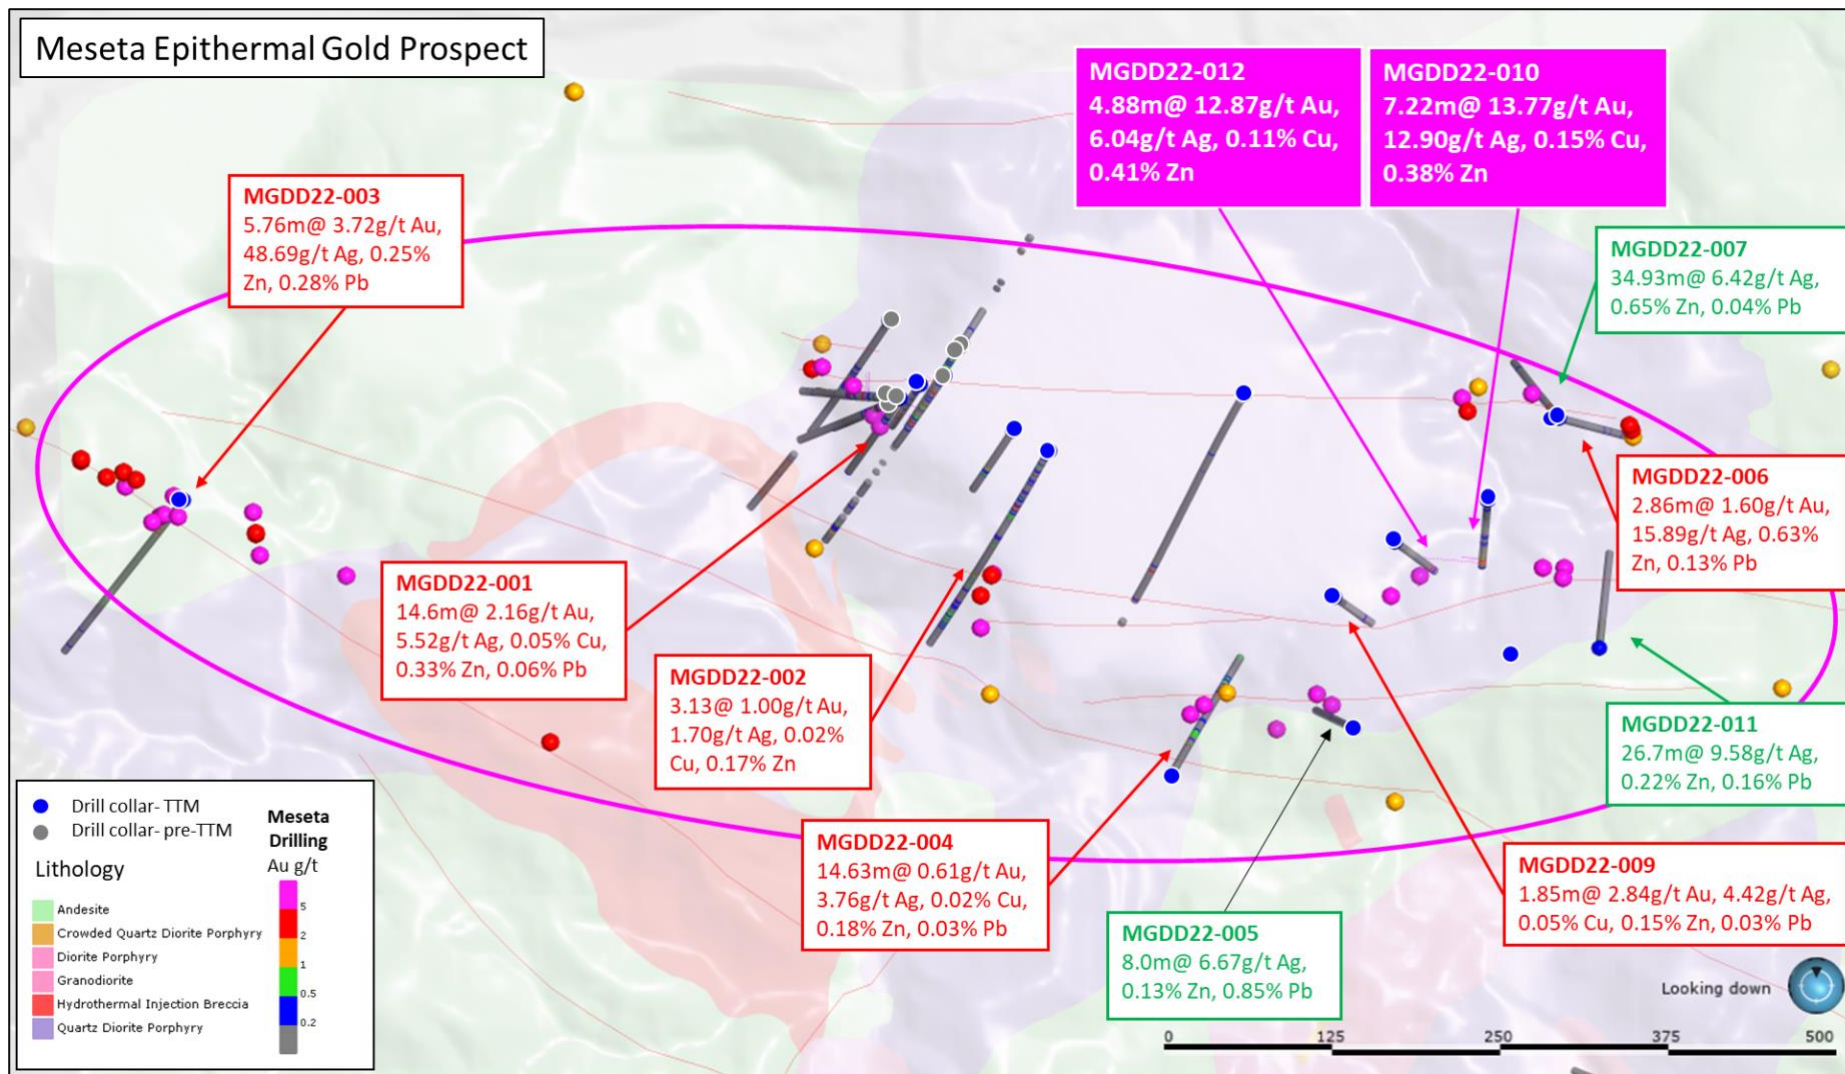 Meseta Epithermal Gold Prospect
MGDD22-012
4.88m@ 12.87g/t Au,
6.04g/t Ag, 0.11% Cu,
0.41% Zn
MGDD22-010
7.22m@ 13.77g/t Au,
12.90g/t Ag, 0.15% Cu,
0.38% Zn
MGDD22-003
5.76m@ 3.72g/t Au,
48.69g/t Ag, 0.25%
Zn, 0.28% Pb
MGDD22-007
34.93m@ 6.42g/t Ag,
0.65% Zn, 0.04% Pb
MGDD22-006
2.86m@ 1.60g/t Au,
15.89g/t Ag, 0.63%
Zn, 0.13% Pb
MGDD22-001
14.6m@ 2.16g/t Au,
5.52g/t Ag, 0.05% Cu,
0.33% Zn, 0.06% Pb
MGDD22-002
3.13@ 1.00g/t Au,
1.70g/t Ag, 0.02%
Cu, 0.17% Zn
MGDD22-011
26.7m@ 9.58g/t Ag,
0.22% Zn, 0.16% Pb
MGDD22-004
14.63m@ 0.61g/t Au,
3.76g/t Ag, 0.02% Cu,
0.18% Zn, 0.03% Pb
MGDD22-009
1.85m@ 2.84g/t Au, 4.42g/t Ag,
0.05% Cu, 0.15% Zn, 0.03% Pb
MGDD22-005
8.0m@ 6.67g/t Ag,
0.13% Zn, 0.85% Pb
Drill collar- TTM
Drill collar- pre-TTM
Lithology
Andesite
Crowded Quartz Diorite Porphyry
Diorite Porphyry
Granodiorite
Hydrothermal Injection Breccia
Quartz Diorite Porphyry
Meseta
Drilling
Au g/t
5
2
1
0.5
0.2
Looking down
0 125 250 375 500